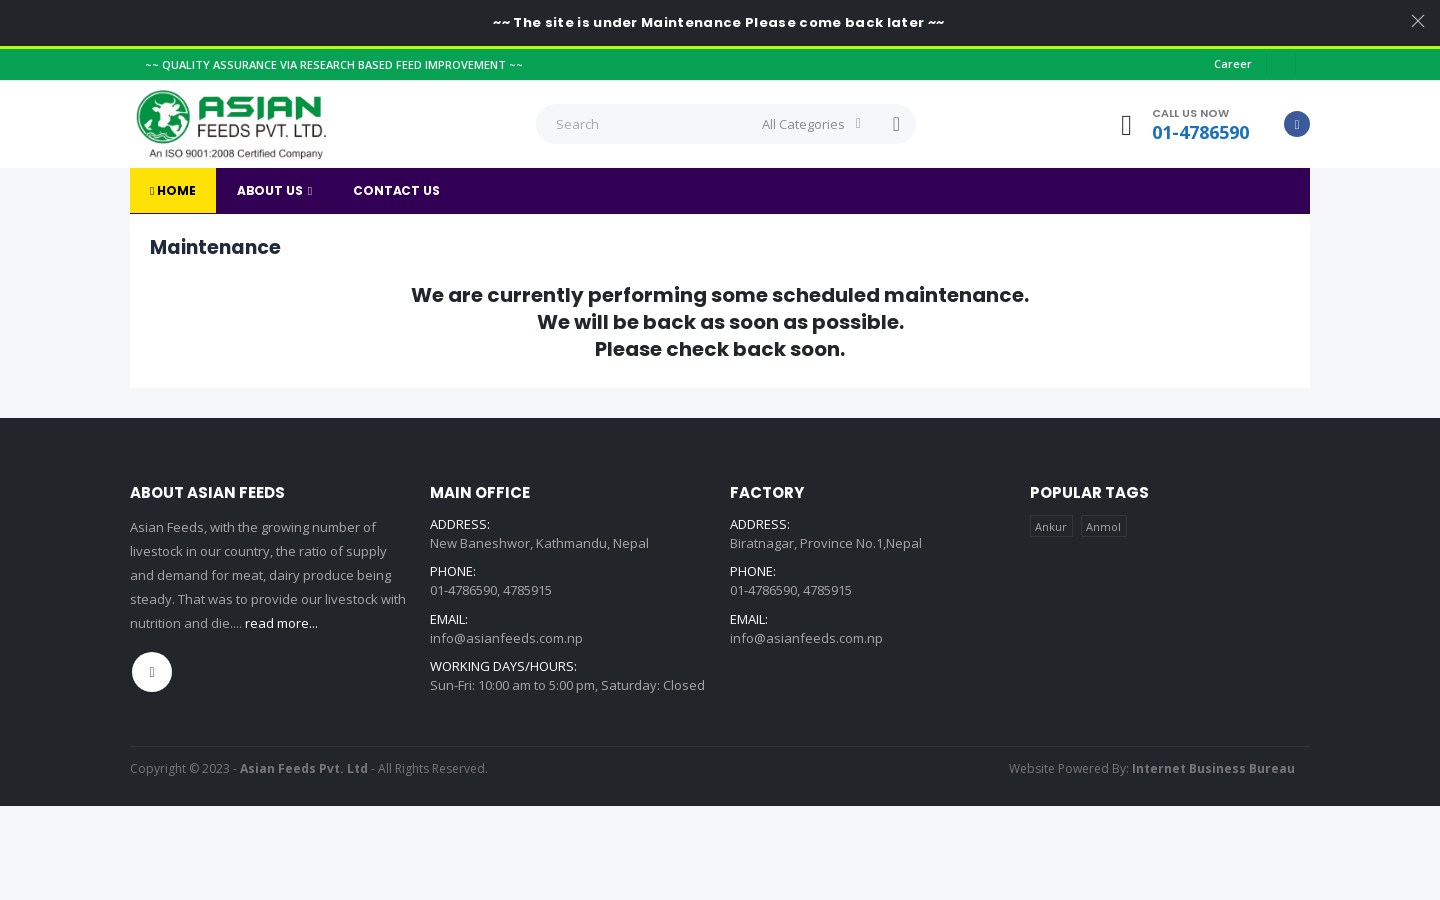 ~~ The site is under Maintenance Please come back later ~~
~~ QUALITY ASSURANCE VIA RESEARCH BASED FEED IMPROVEMENT ~~
Career
ASIAN
FEEDS PVT. LTD.
An ISO 9001:2008 Certified Company
Search
All Categories
CALL US NOW
01-4786590
HOME
ABOUT US
CONTACT US
Maintenance
We are currently performing some scheduled maintenance.
We will be back as soon as possible.
Please check back soon.
ABOUT ASIAN FEEDS
Asian Feeds, with the growing number of
livestock in our country, the ratio of supply
and demand for meat, dairy produce being
steady. That was to provide our livestock with
nutrition and die.... read more...
MAIN OFFICE
ADDRESS:
New Baneshwor, Kathmandu, Nepal
PHONE:
01-4786590, 4785915
EMAIL:
info@asianfeeds.com.np
WORKING DAYS/HOURS:
Sun-Fri: 10:00 am to 5:00 pm, Saturday: Closed
FACTORY
ADDRESS:
Biratnagar, Province No.1,Nepal
PHONE:
01-4786590, 4785915
EMAIL:
info@asianfeeds.com.np
POPULAR TAGS
Ankur
Anmol
Copyright © 2023 - Asian Feeds Pvt. Ltd - All Rights Reserved.
Website Powered By: Internet Business Bureau